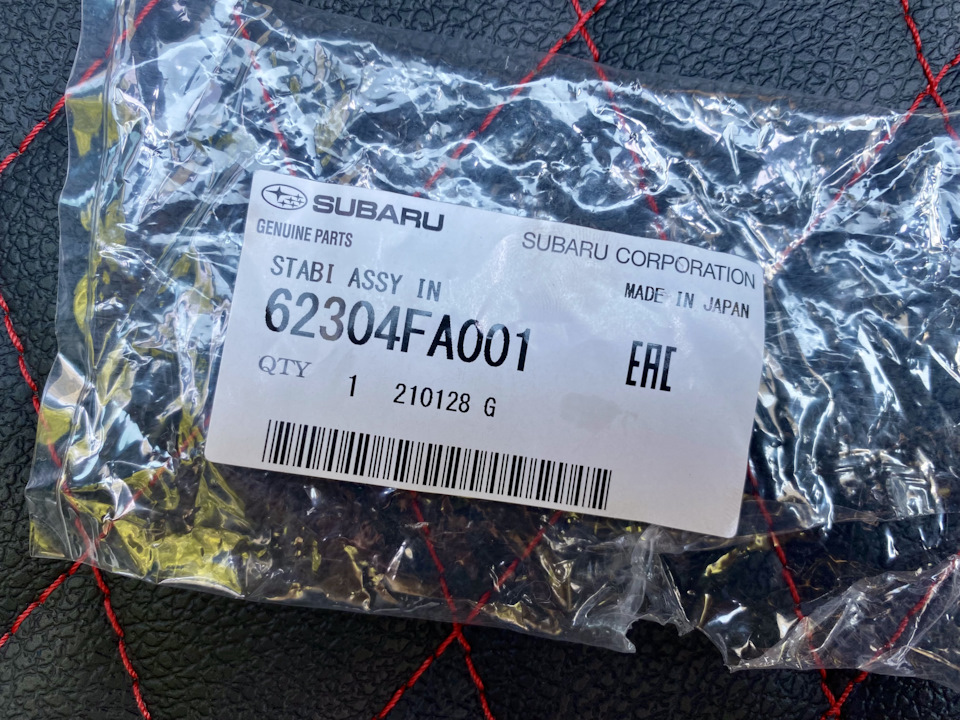 SUBARU
GENUINE PARTS
SUBARU CORPORATION
STABI ASSY IN
MADE IN JAPAN
62304FA001
EAC
QTY 1 210128 G